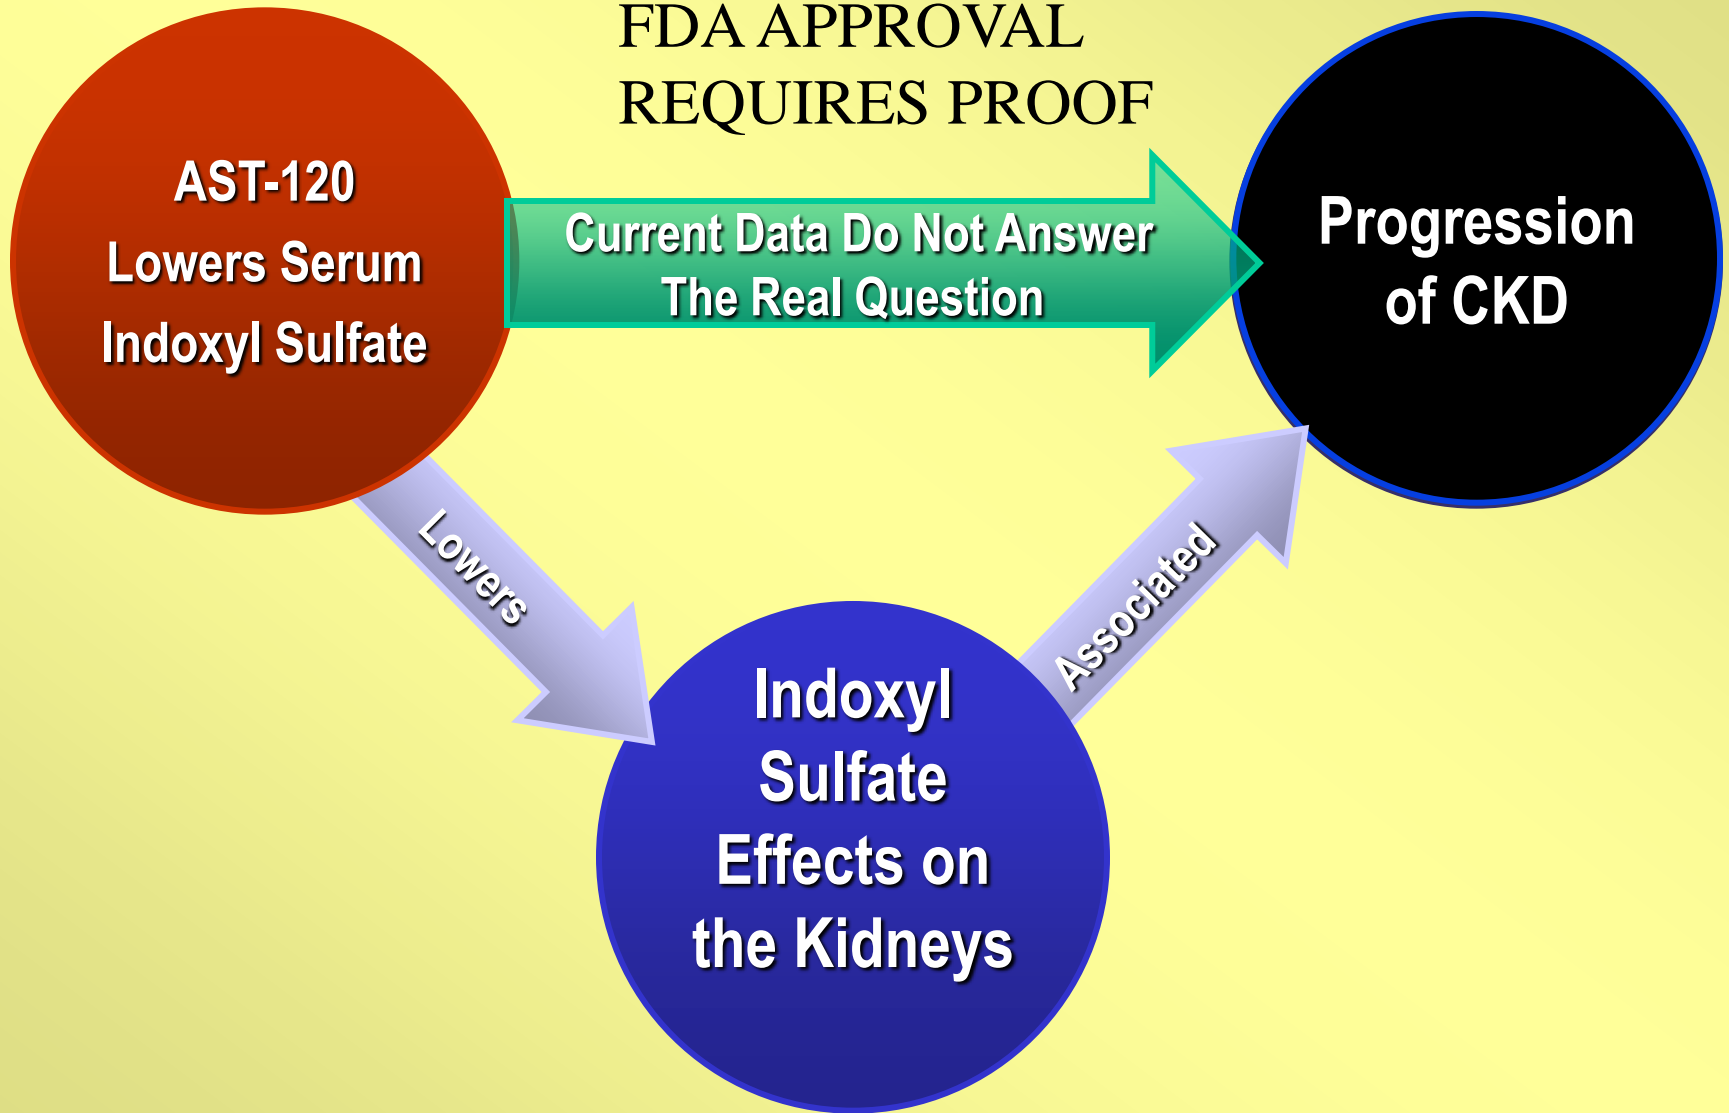 FDA APPROVAL
REQUIRES PROOF
AST-120
Lowers Serum
Indoxyl Sulfate
Current Data Do Not Answer
The Real Question
Progression
of CKD
Lowers
Associated
Indoxyl
Sulfate
Effects on
the Kidneys